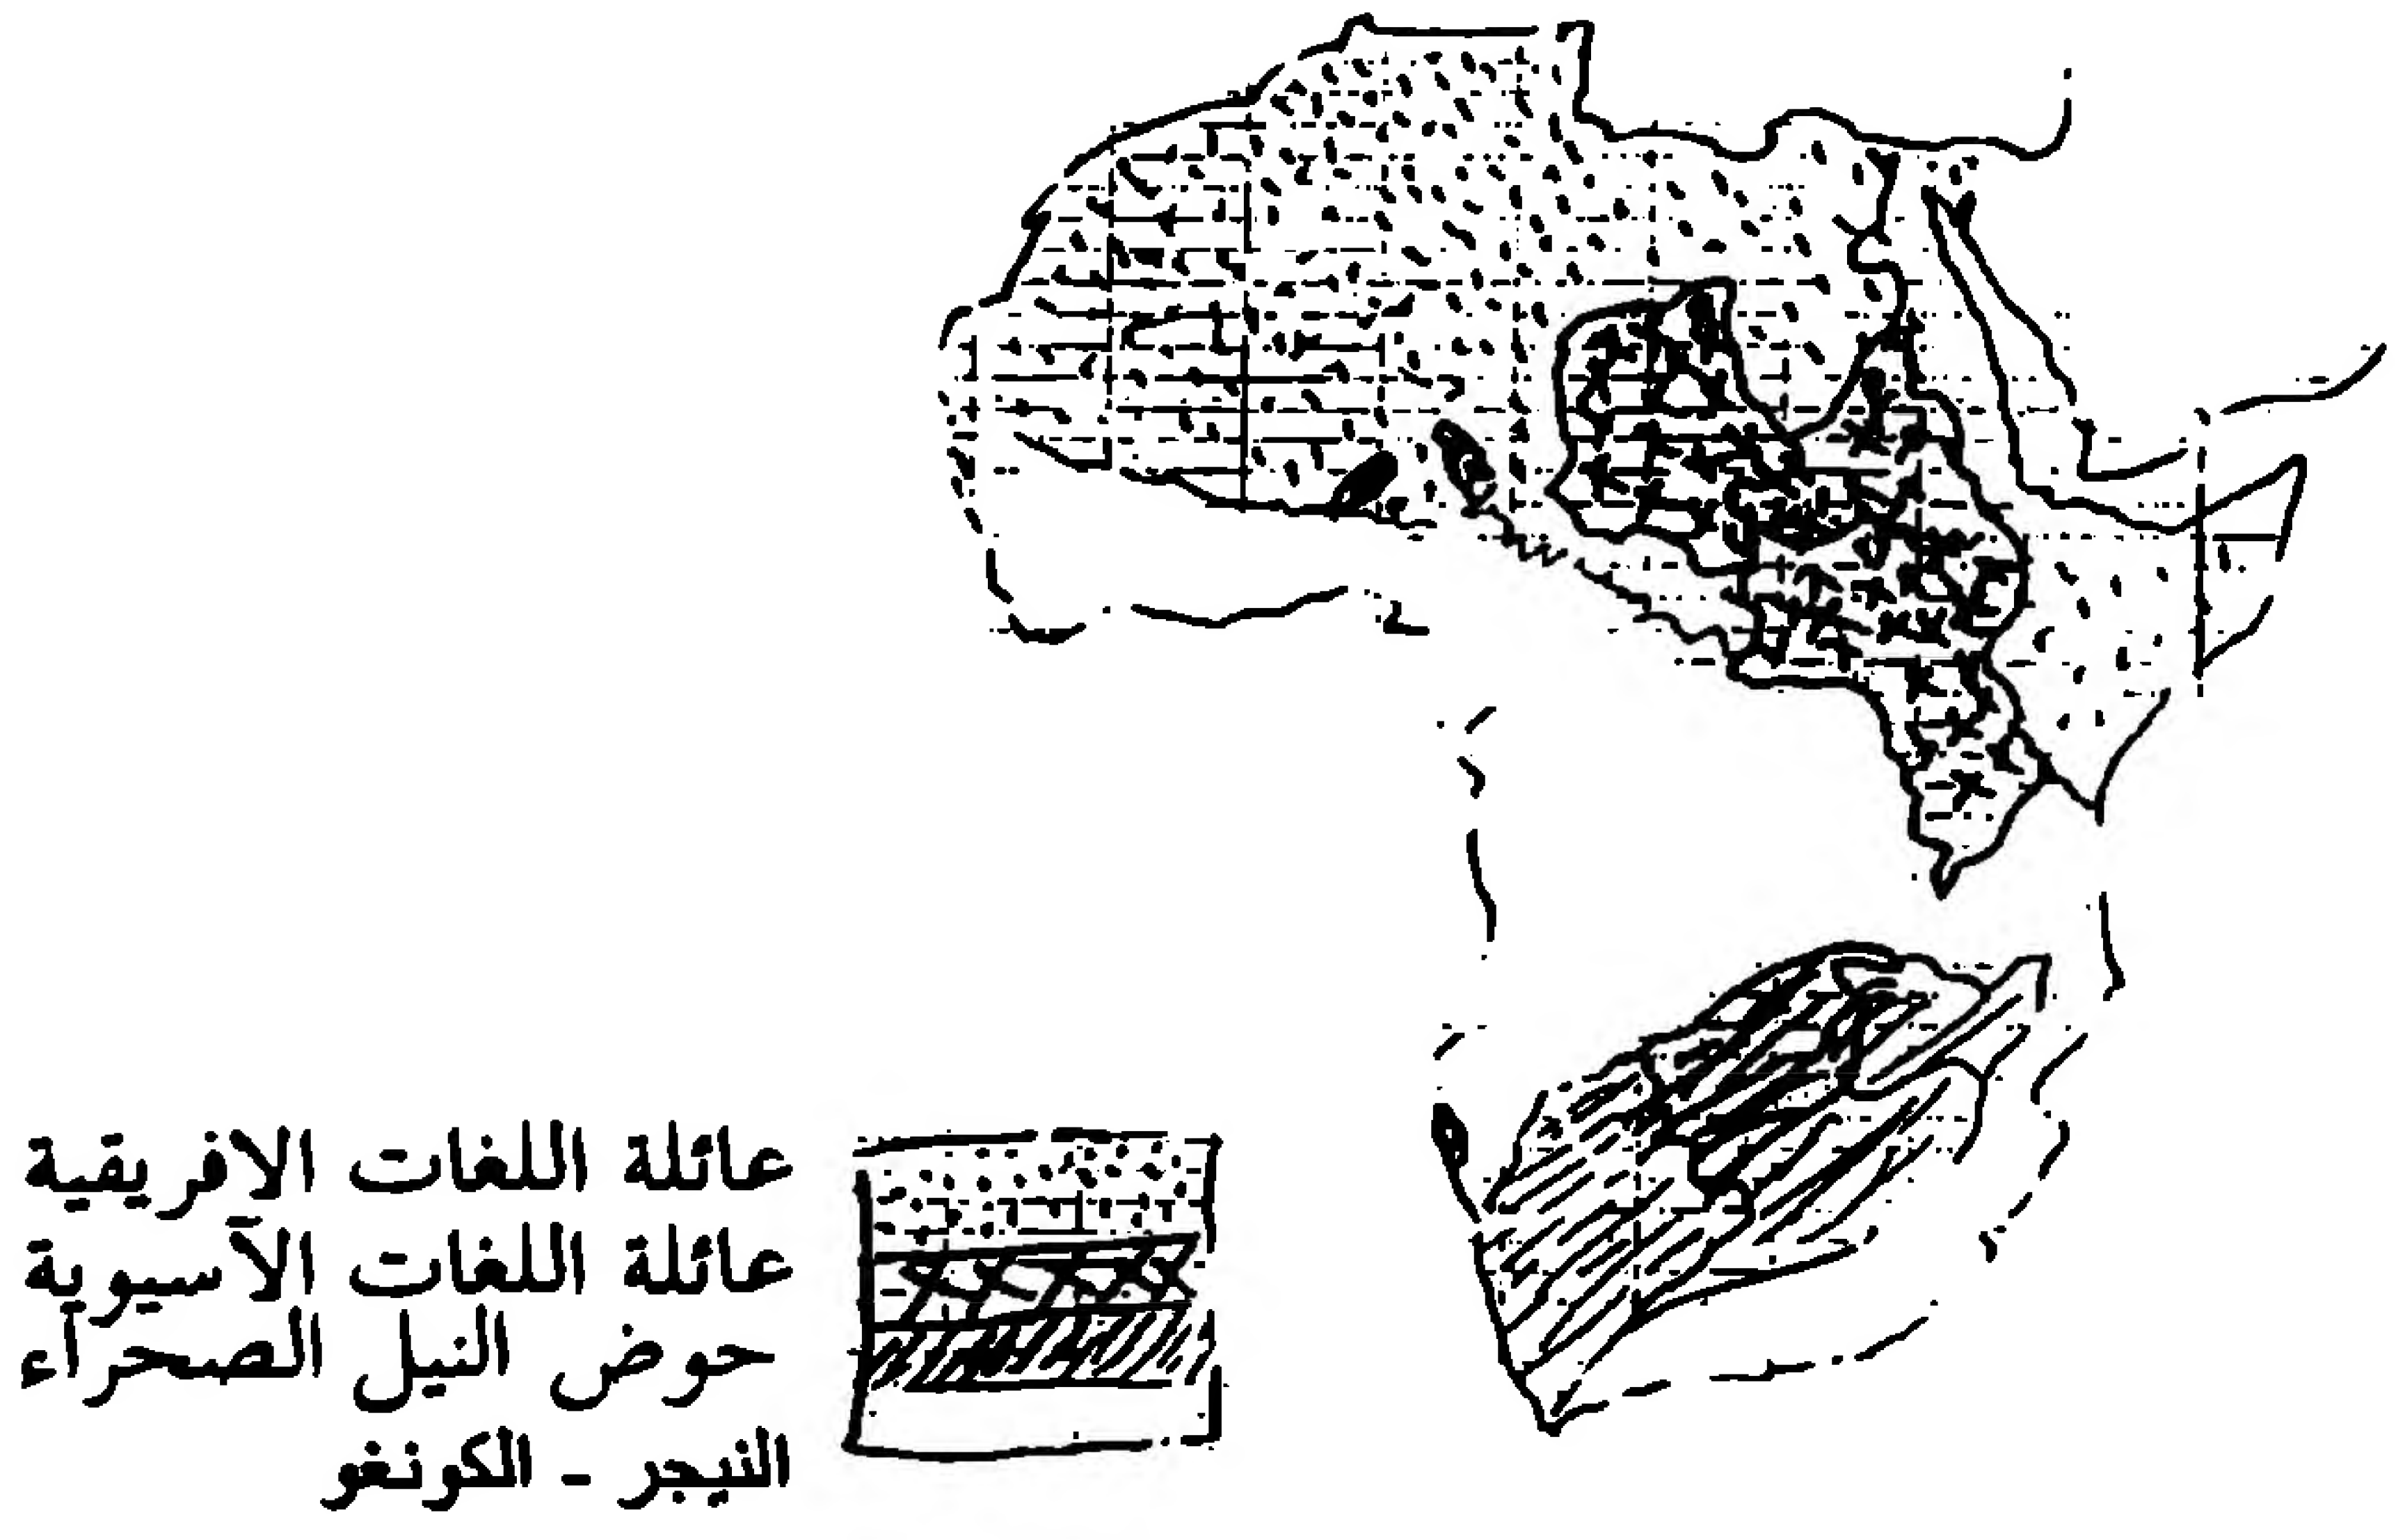 عائلة اللغات الافريقية
عائلة اللغات الآسيوية
حوض النيل الصحراء
النيجر - الكونغو